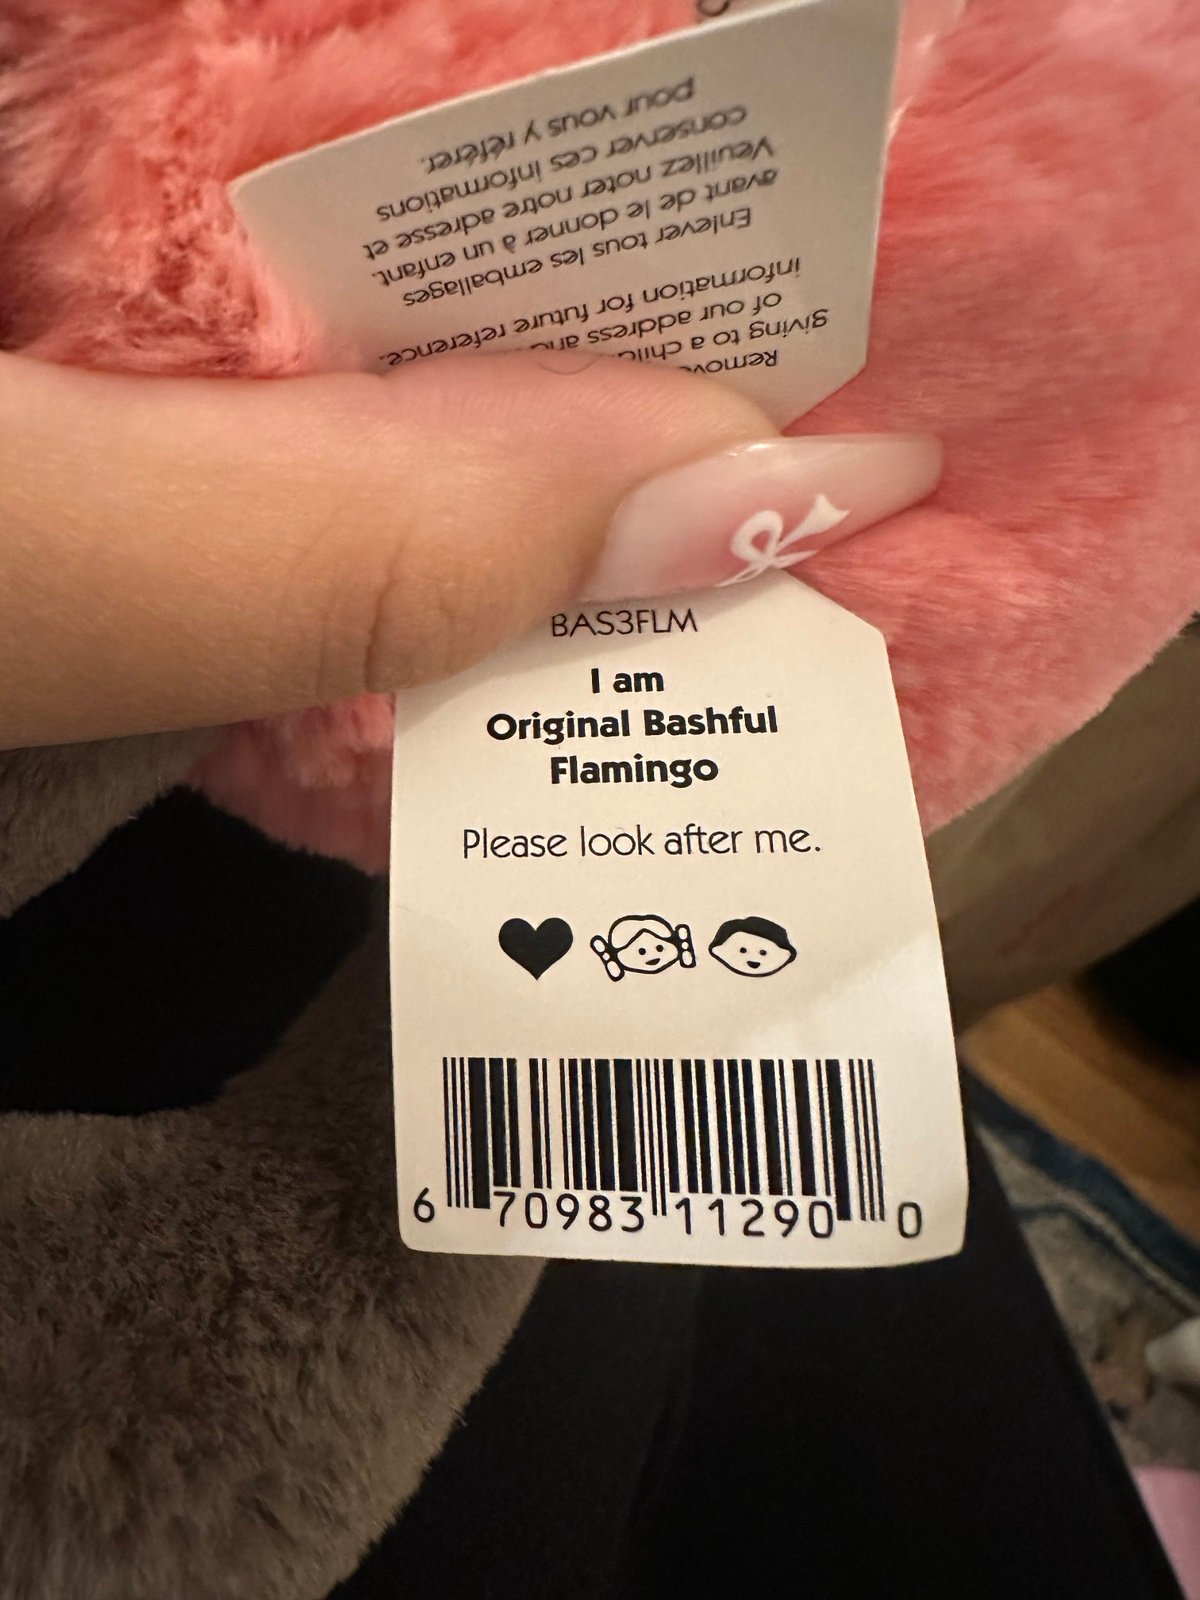 Remove
giving to a child
of our address and
information for future reference.
Enlever tous les emballages
avant de le donner à un enfant.
Veuillez noter notre adresse et
conserver ces informations
pour vous y référer.
BAS3FLM
I am
Original Bashful
Flamingo
Please look after me.
6 70983 11290 0